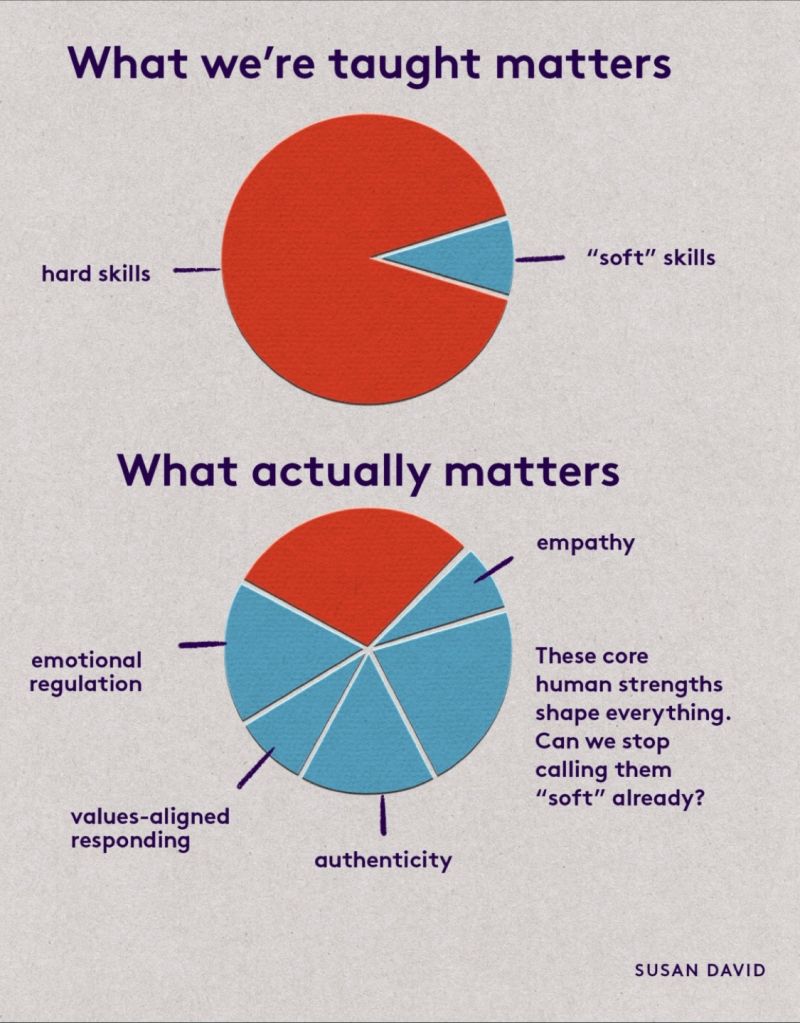 What we’re taught matters
hard skills
“soft” skills
What actually matters
empathy
emotional
regulation
These core
human strengths
shape everything.
Can we stop
calling them
“soft” already?
values-aligned
responding
authenticity
SUSAN DAVID